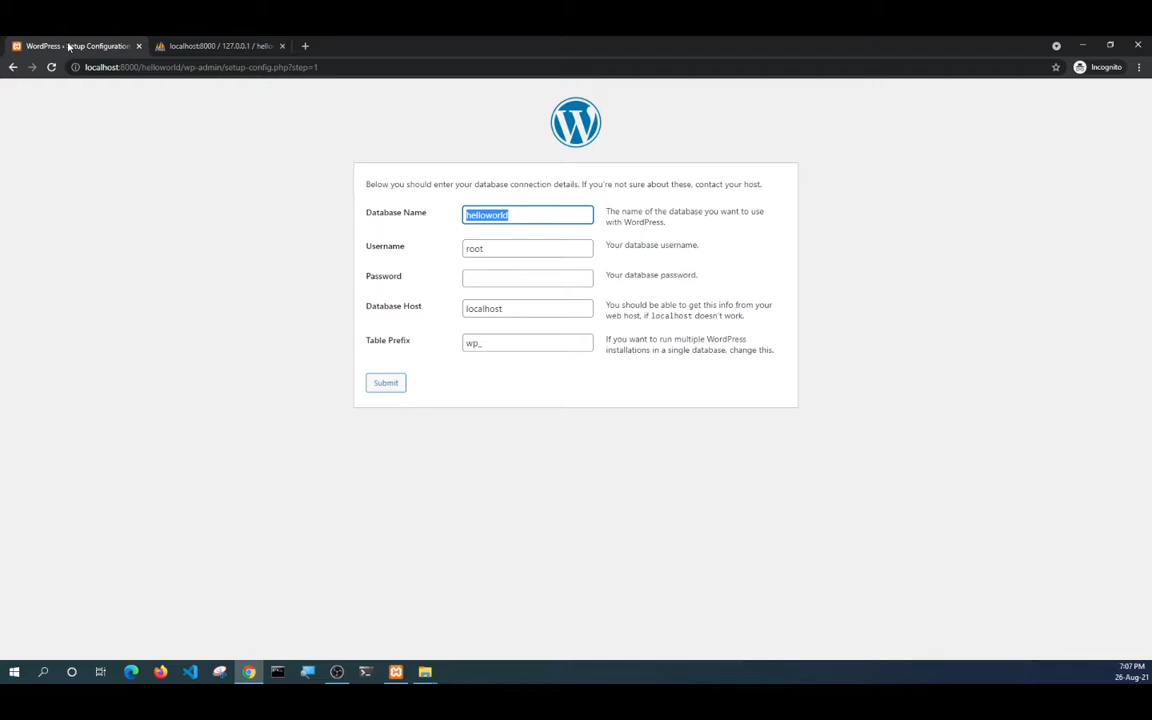 WordPress › Setup Configuration
localhost:8000 / 127.0.0.1 / hello
localhost:8000/helloworld/wp-admin/setup-config.php?step=1
Incognito
Below you should enter your database connection details. If you're not sure about these, contact your host.
Database Name
helloworld
The name of the database you want to use
with WordPress.
Username
root
Your database username.
Password
Your database password.
Database Host
localhost
You should be able to get this info from your
web host, if localhost doesn't work.
Table Prefix
wp_
If you want to run multiple WordPress
installations in a single database, change this.
Submit
7:07 PM
26-Aug-21